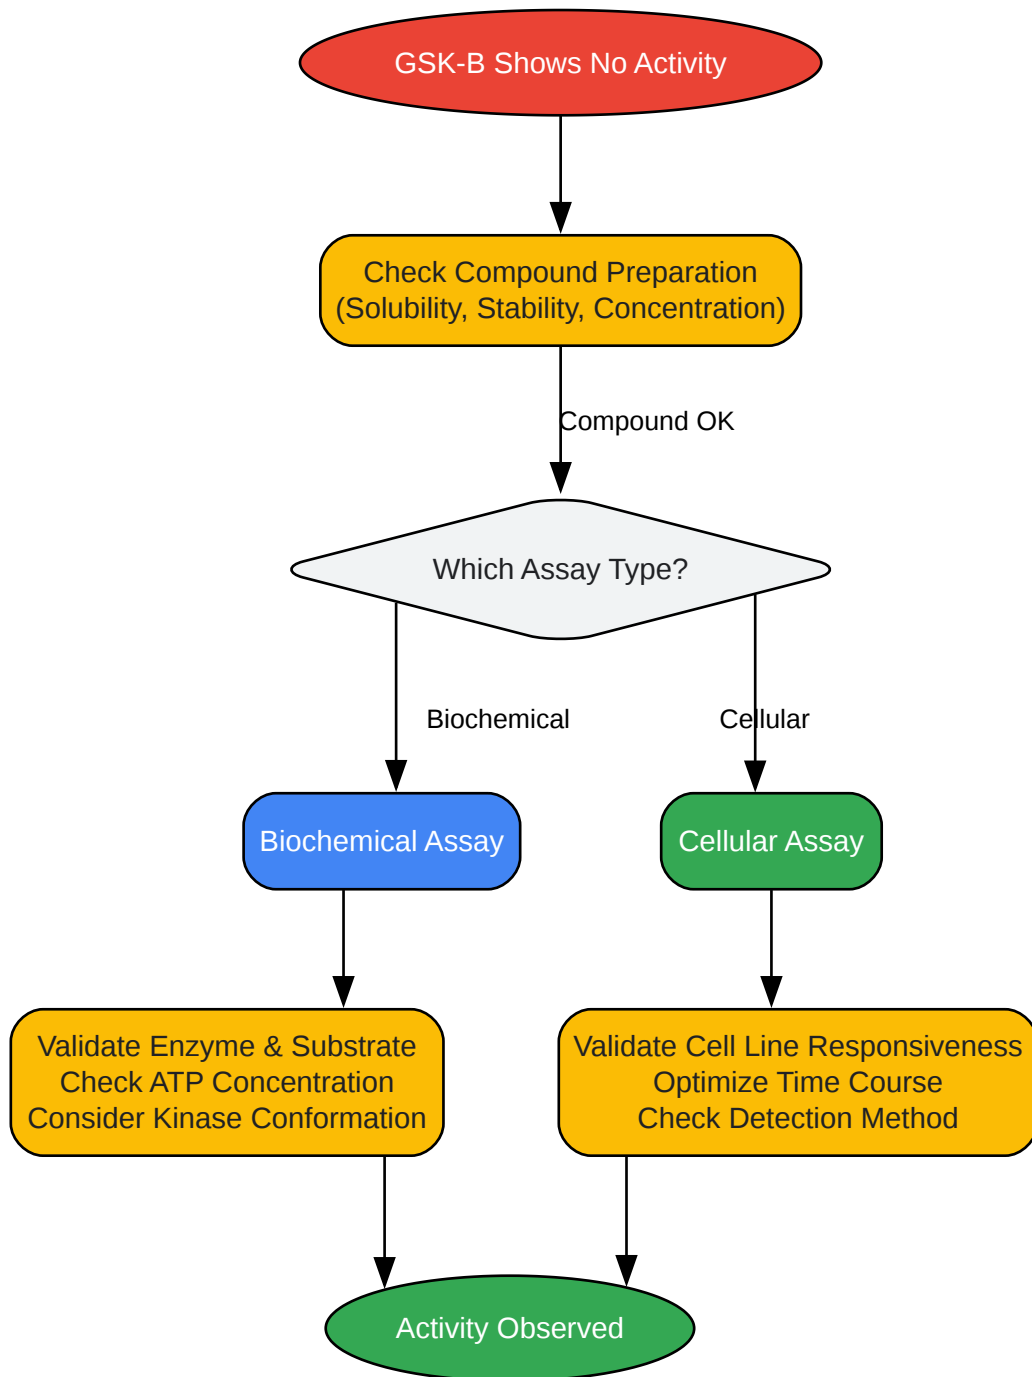 GSK-B Shows No Activity
Check Compound Preparation
(Solubility, Stability, Concentration)
Compound OK
Which Assay Type?
Biochemical
Cellular
Biochemical Assay
Cellular Assay
Validate Enzyme & Substrate
Check ATP Concentration
Consider Kinase Conformation
Validate Cell Line Responsiveness
Optimize Time Course
Check Detection Method
Activity Observed